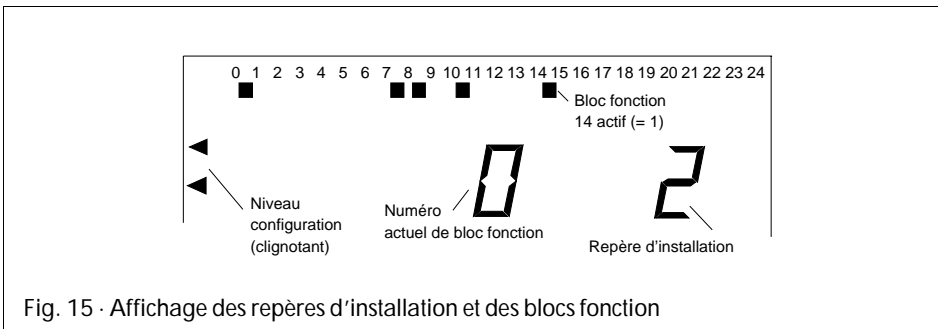 0 1 2 3 4 5 6 7 8 9 10 11 12 13 14 15 16 17 18 19 20 21 22 23 24
Bloc fonction
14 actif (= 1)
0
2
Niveau
configuration
(clignotant)
Numéro
actuel de bloc fonction
Repère d'installation
Fig. 15 · Affichage des repères d'installation et des blocs fonction